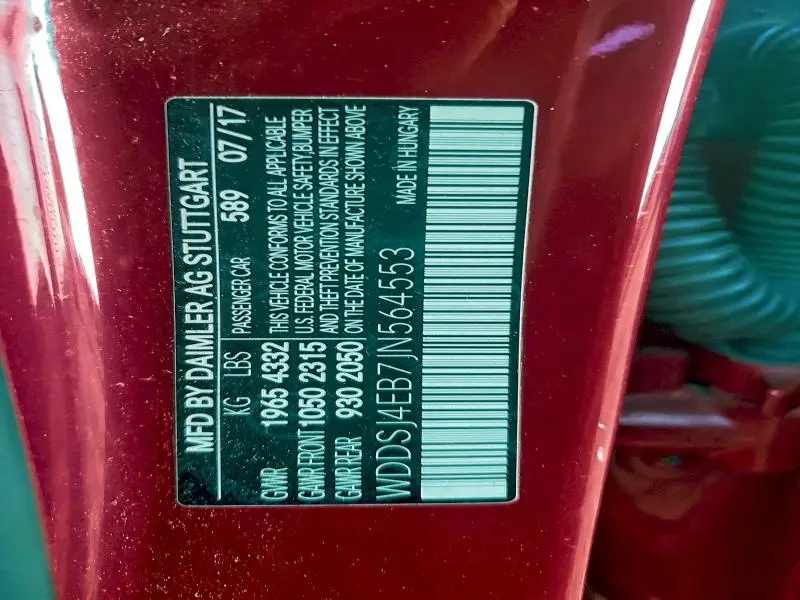 MFD BY DAIMLER AG STUTTGART
KG LBS PASSENGER CAR 589 07/17
GVWR 1965 4332 THIS VEHICLE CONFORMS TO ALL APPLICABLE
GAWR FRONT 1050 2315 U.S. FEDERAL MOTOR VEHICLE SAFETY,BUMPER
GAWR REAR 930 2050 AND THEFT PREVENTION STANDARDS IN EFFECT
ON THE DATE OF MANUFACTURE SHOWN ABOVE
WDDSJ4EB7JN564553 MADE IN HUNGARY